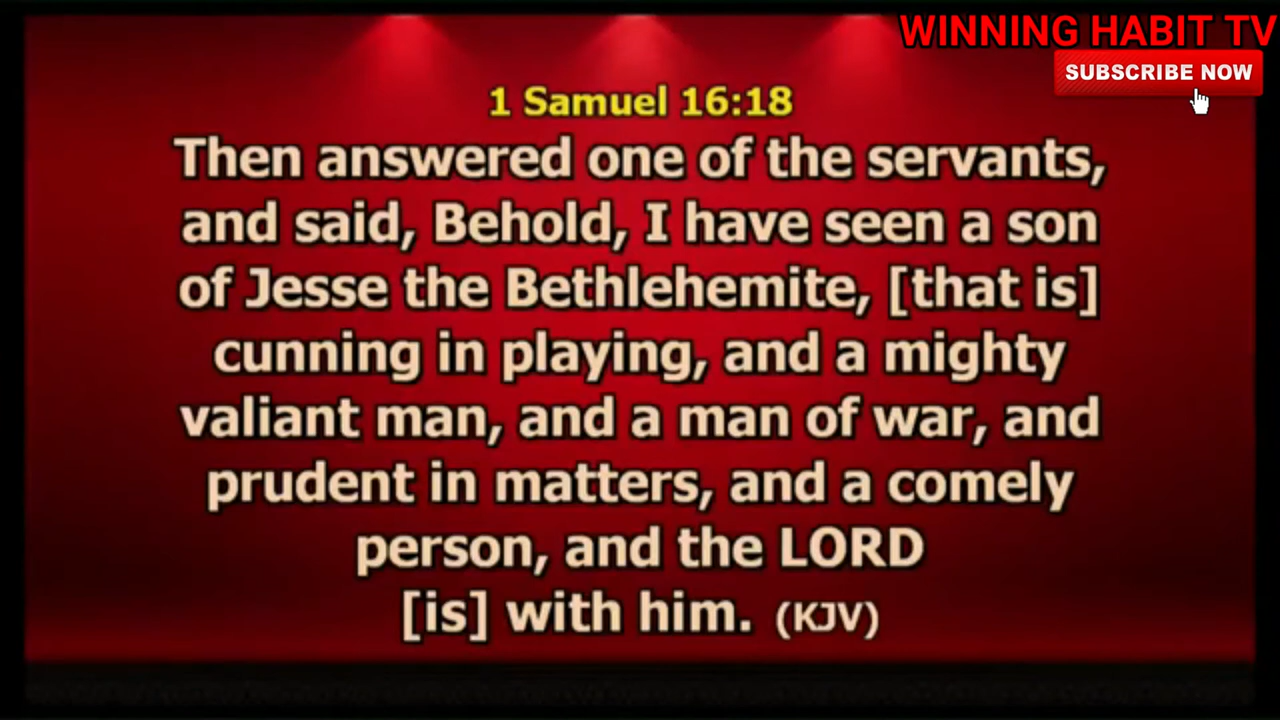 WINNING HABIT TV
SUBSCRIBE NOW
1 Samuel 16:18
Then answered one of the servants,
and said, Behold, I have seen a son
of Jesse the Bethlehemite, [that is]
cunning in playing, and a mighty
valiant man, and a man of war, and
prudent in matters, and a comely
person, and the LORD
[is] with him. (KJV)